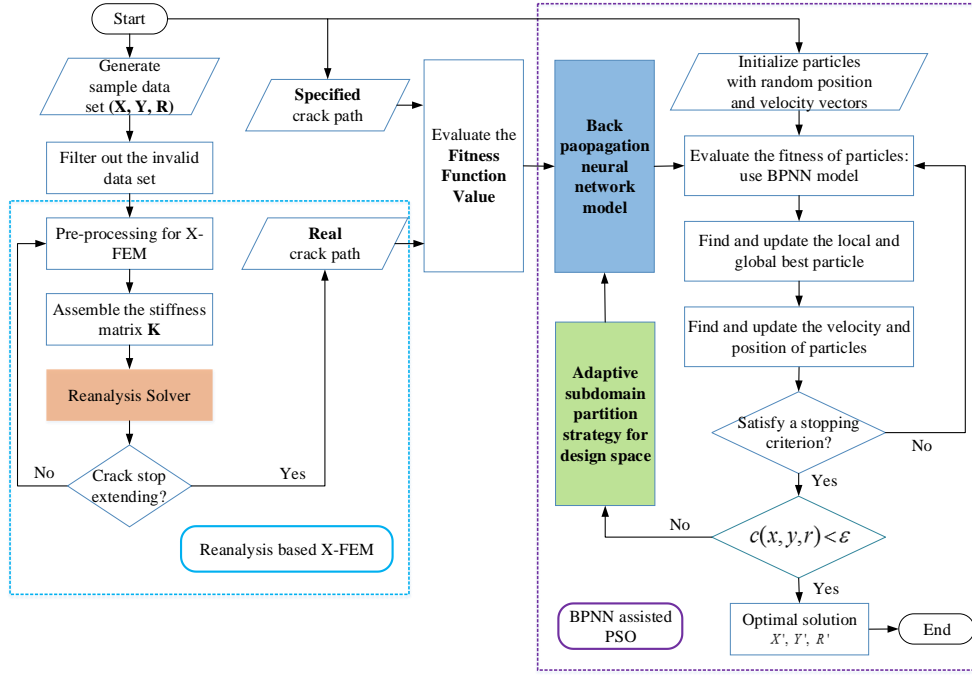 Start
Generate
sample data
set (X, Y, R)
Filter out the invalid
data set
Pre-processing for X-
FEM
Assemble the stiffness
matrix K
Reanalysis Solver
Crack stop
extending?
No
Yes
Reanalysis based X-FEM
Specified
crack path
Real
crack path
Evaluate the
Fitness
Function
Value
Back
paopagation
neural
network
model
Adaptive
subdomain
partition
strategy for
design space
Initialize particles
with random position
and velocity vectors
Evaluate the fitness of particles:
use BPNN model
Find and update the local and
global best particle
Find and update the velocity and
position of particles
Satisfy a stopping
criterion?
No
Yes
c(x, y, r) < ε
No
Yes
Optimal solution
X', Y', R'
End
BPNN assisted
PSO